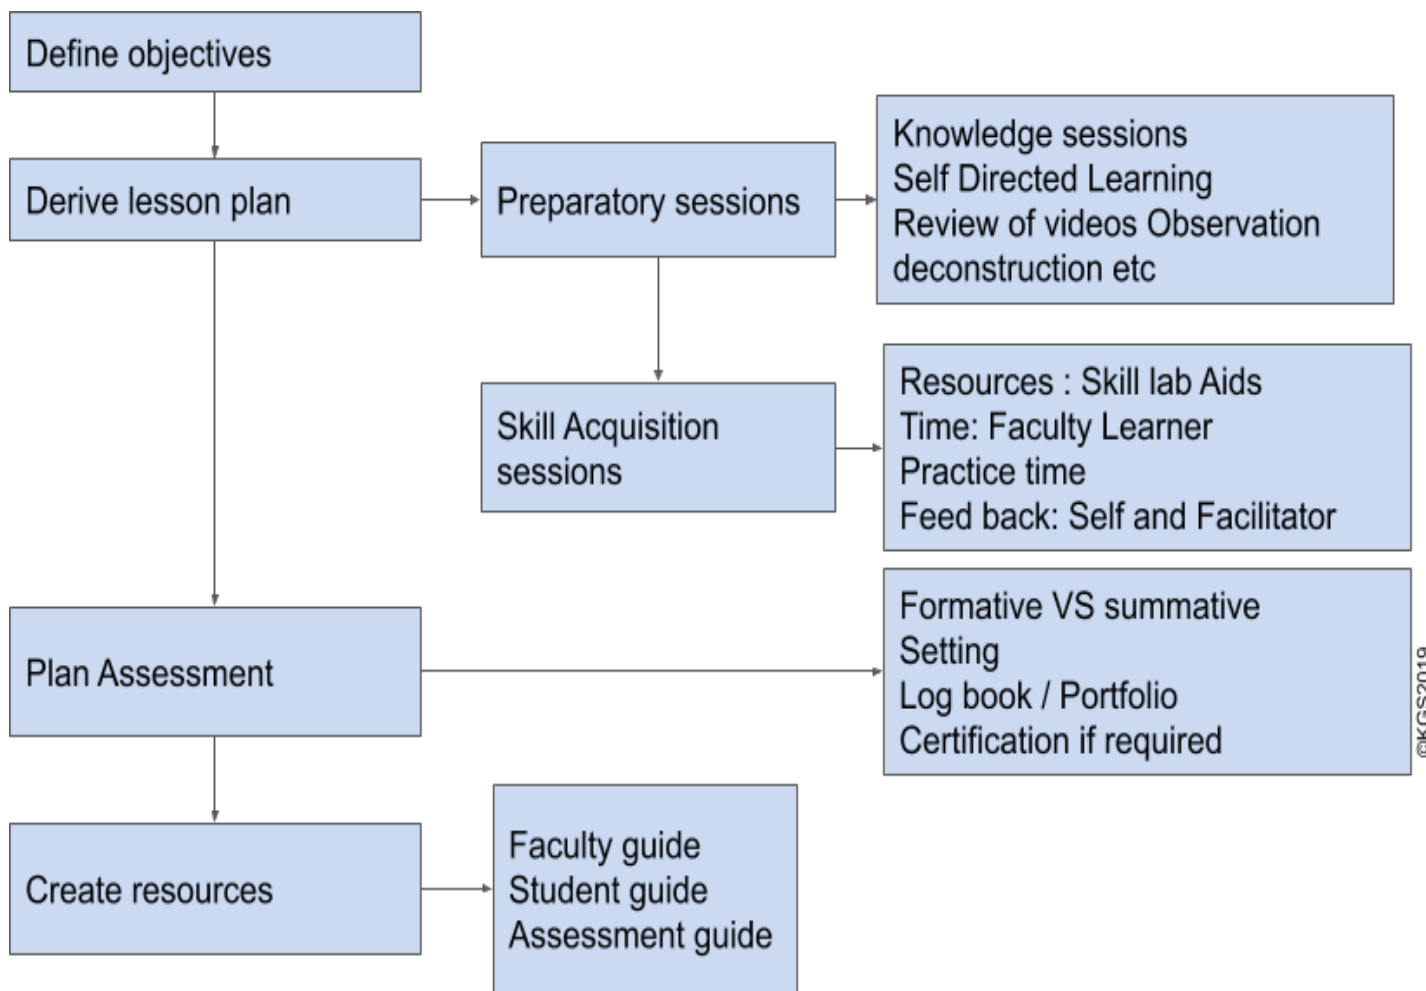 Define objectives
Derive lesson plan
Preparatory sessions
Knowledge sessions
Self Directed Learning
Review of videos Observation
deconstruction etc
Skill Acquisition
sessions
Resources : Skill lab Aids
Time: Faculty Learner
Practice time
Feed back: Self and Facilitator
Plan Assessment
Formative VS summative
Setting
Log book / Portfolio
Certification if required
Create resources
Faculty guide
Student guide
Assessment guide
©KGS2019